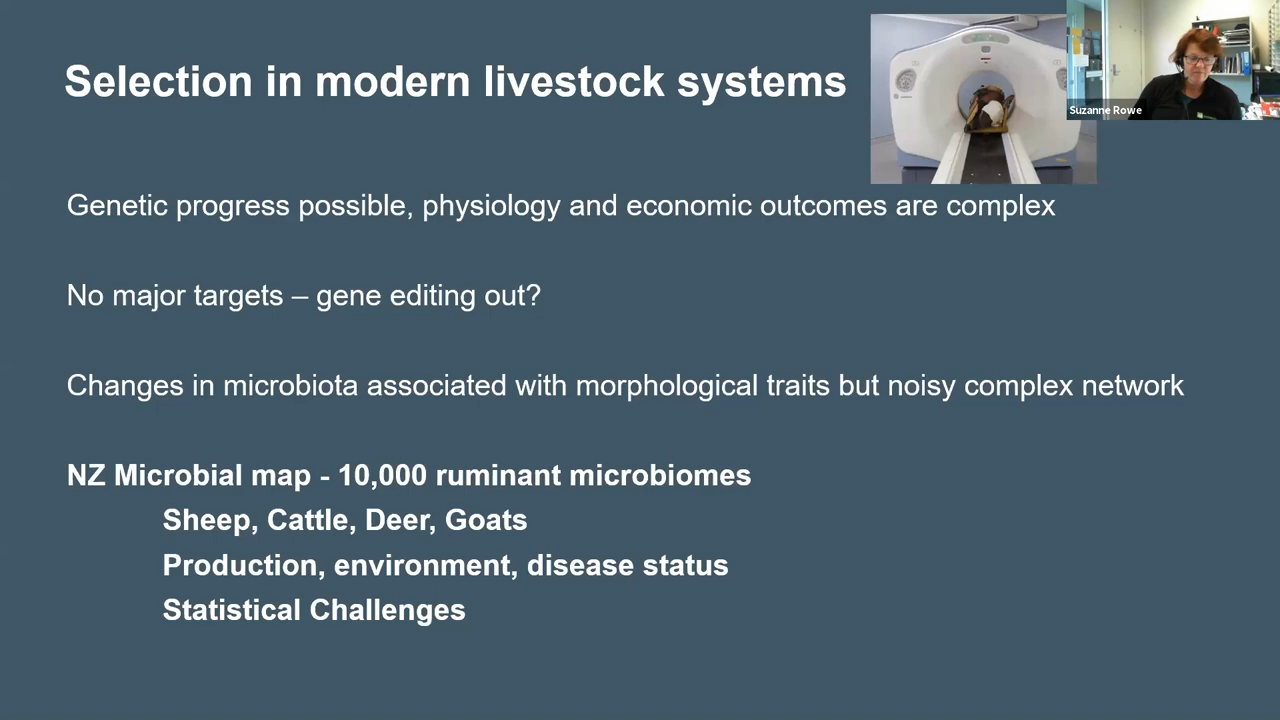 Selection in modern livestock systems
Suzanne Rowe
Genetic progress possible, physiology and economic outcomes are complex
No major targets – gene editing out?
Changes in microbiota associated with morphological traits but noisy complex network
NZ Microbial map - 10,000 ruminant microbiomes
Sheep, Cattle, Deer, Goats
Production, environment, disease status
Statistical Challenges